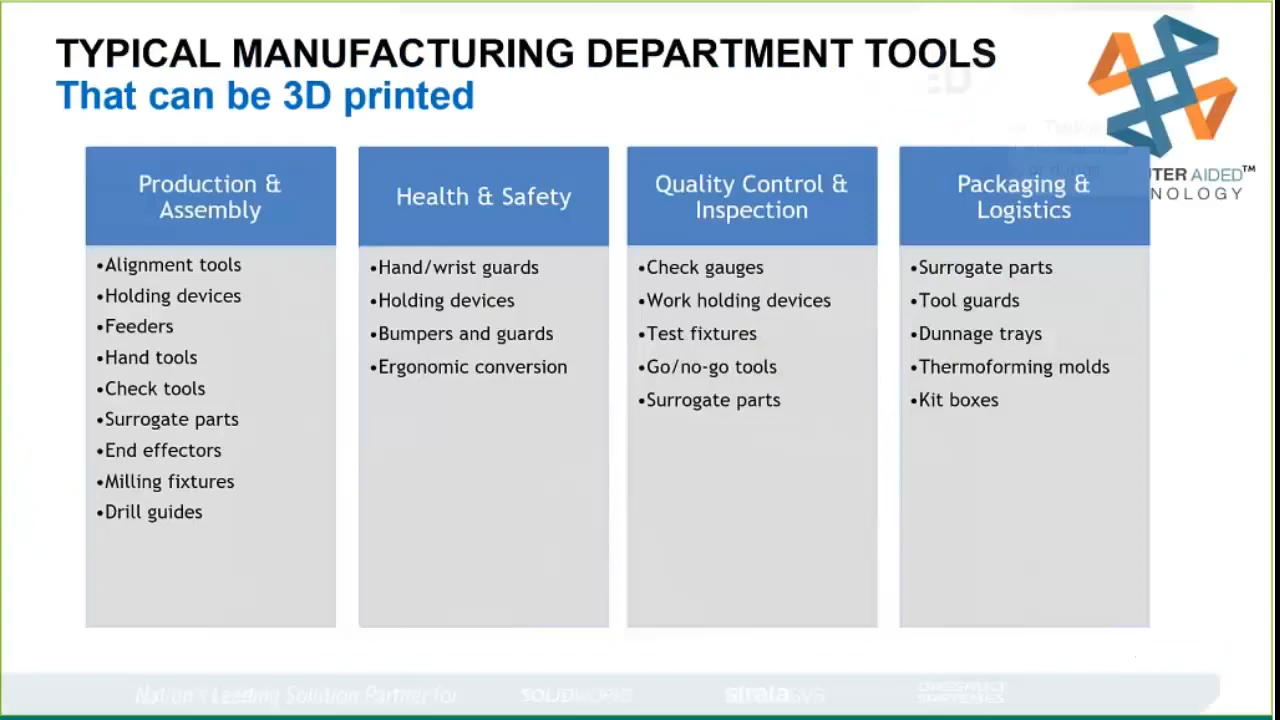 TYPICAL MANUFACTURING DEPARTMENT TOOLS
That can be 3D printed
TER AIDED™
NOLOGY
Production &
Assembly
•Alignment tools
•Holding devices
•Feeders
•Hand tools
•Check tools
•Surrogate parts
•End effectors
•Milling fixtures
•Drill guides
Health & Safety
•Hand/wrist guards
•Holding devices
•Bumpers and guards
•Ergonomic conversion
Quality Control &
Inspection
•Check gauges
•Work holding devices
•Test fixtures
•Go/no-go tools
•Surrogate parts
Packaging &
Logistics
•Surrogate parts
•Tool guards
•Dunnage trays
•Thermoforming molds
•Kit boxes
Nation's Leading Solution Partner for
SOLIDWORKS
stratasys
DASSAULT
SYSTEMES